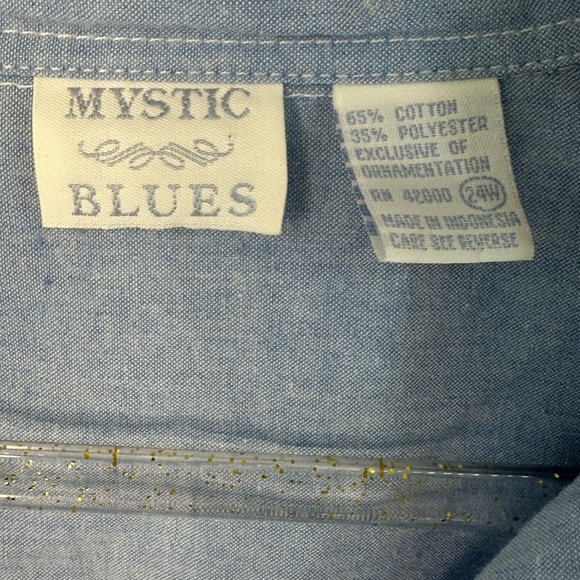 MYSTIC
BLUES
65% COTTON
35% POLYESTER
EXCLUSIVE OF
ORNAMENTATION
RN 42000 24W
MADE IN INDONESIA
CARE SEE REVERSE